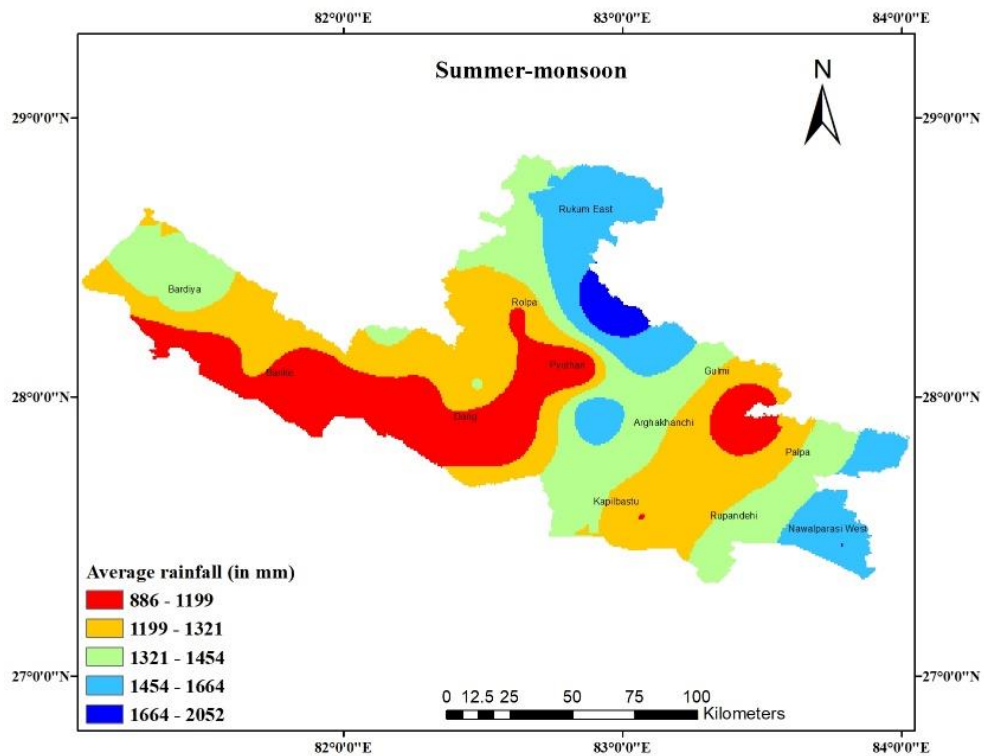 82°0'0"E 83°0'0"E 84°0'0"E
Summer-monsoon
N
29°0'0"N 29°0'0"N
Rukum East
Bardiya
Rolpa
Pyuthan
Banke
Gulmi
28°0'0"N 28°0'0"N
Dang
Arghakhanchi
Palpa
Kapilbastu
Rupandehi
Nawalparasi West
Average rainfall (in mm)
886 - 1199
1199 - 1321
1321 - 1454
1454 - 1664
1664 - 2052
27°0'0"N 27°0'0"N
0 12.5 25 50 75 100
Kilometers
82°0'0"E 83°0'0"E 84°0'0"E